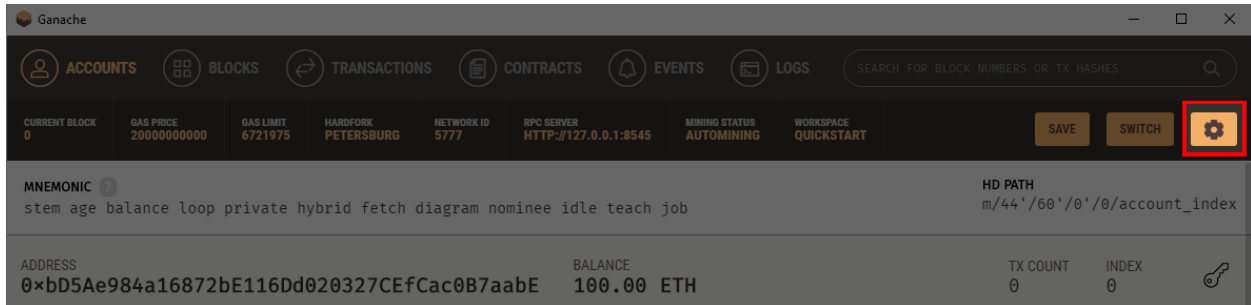 Ganache
ACCOUNTS BLOCKS TRANSACTIONS CONTRACTS EVENTS LOGS SEARCH FOR BLOCK NUMBERS OR TX HASHES
CURRENT BLOCK GAS PRICE GAS LIMIT HARDFORK NETWORK ID RPC SERVER MINING STATUS WORKSPACE
0 20000000000 6721975 PETERSBURG 5777 HTTP://127.0.0.1:8545 AUTOMINING QUICKSTART SAVE SWITCH
MNEMONIC ? HD PATH
stem age balance loop private hybrid fetch diagram nominee idle teach job m/44'/60'/0'/0/account_index
ADDRESS BALANCE TX COUNT INDEX
0×bD5Ae984a16872bE116Dd020327CEfCac0B7aabE 100.00 ETH 0 0